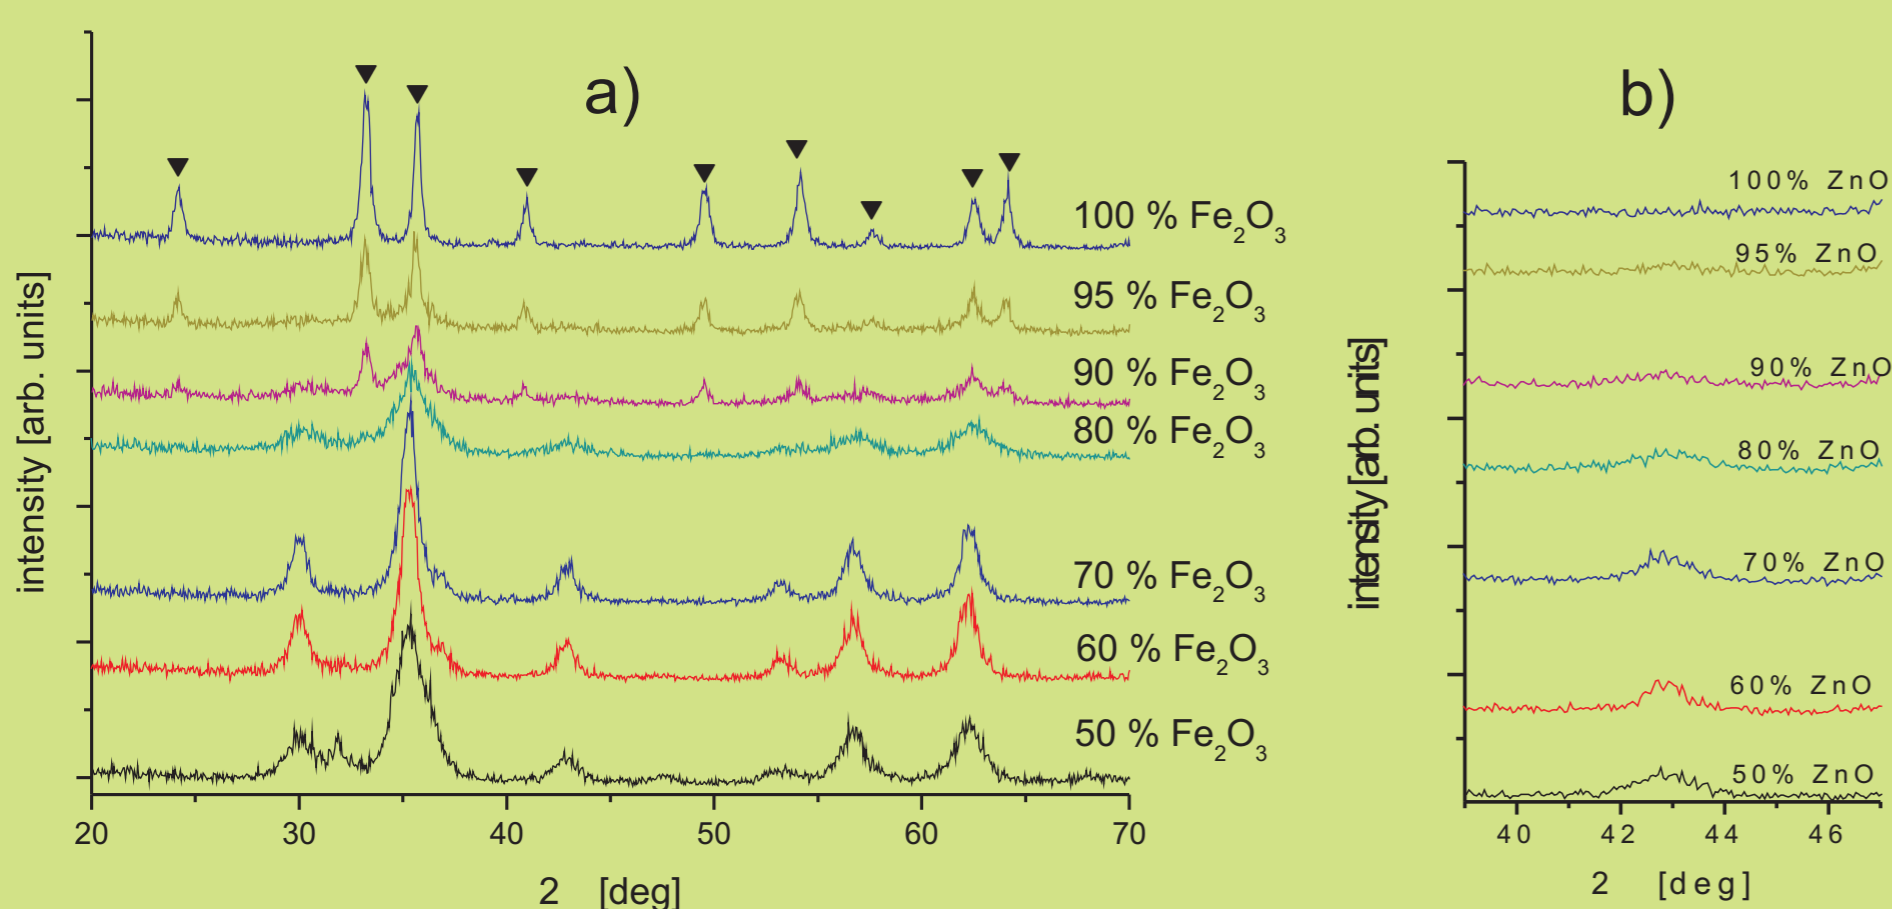 a)
100 % Fe₂O₃
95 % Fe₂O₃
90 % Fe₂O₃
80 % Fe₂O₃
70 % Fe₂O₃
60 % Fe₂O₃
50 % Fe₂O₃
intensity [arb. units]
20 30 40 50 60 70
2 [deg]
b)
100% ZnO
95% ZnO
90% ZnO
80% ZnO
70% ZnO
60% ZnO
50% ZnO
intensity [arb. units]
40 42 44 46
2 [deg]